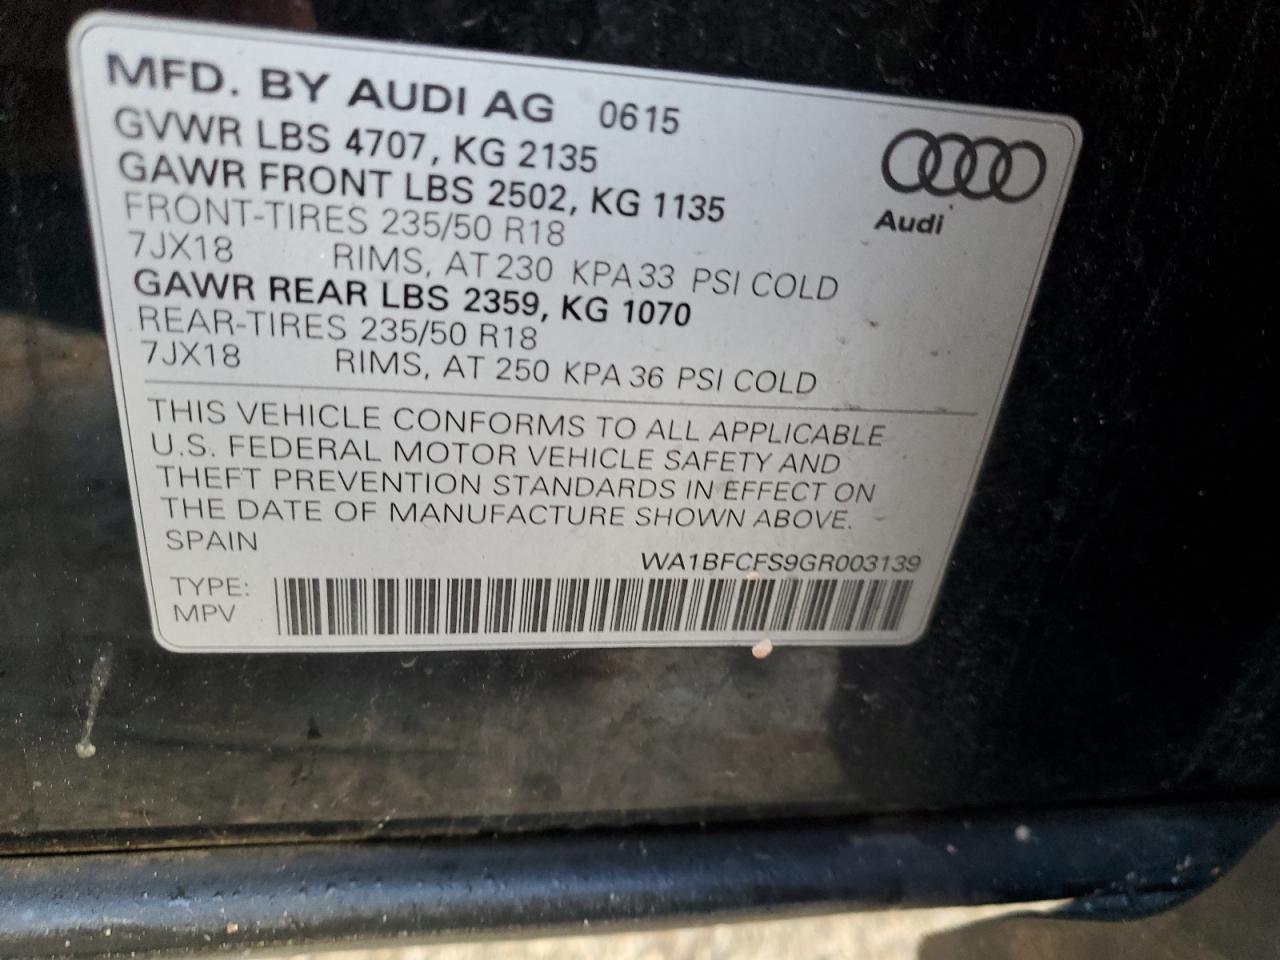 MFD. BY AUDI AG 0615
GVWR LBS 4707, KG 2135
GAWR FRONT LBS 2502, KG 1135
FRONT-TIRES 235/50 R18
7JX18 RIMS, AT 230 KPA 33 PSI COLD
GAWR REAR LBS 2359, KG 1070
REAR-TIRES 235/50 R18
7JX18 RIMS, AT 250 KPA 36 PSI COLD
Audi
THIS VEHICLE CONFORMS TO ALL APPLICABLE
U.S. FEDERAL MOTOR VEHICLE SAFETY AND
THEFT PREVENTION STANDARDS IN EFFECT ON
THE DATE OF MANUFACTURE SHOWN ABOVE.
SPAIN
WA1BFCFS9GR003139
TYPE:
MPV